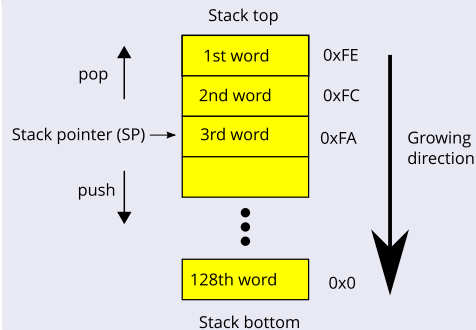 Stack top
1st word 0xFE
pop
2nd word 0xFC
Stack pointer (SP) 3rd word 0xFA
Growing
direction
push
128th word 0x0
Stack bottom